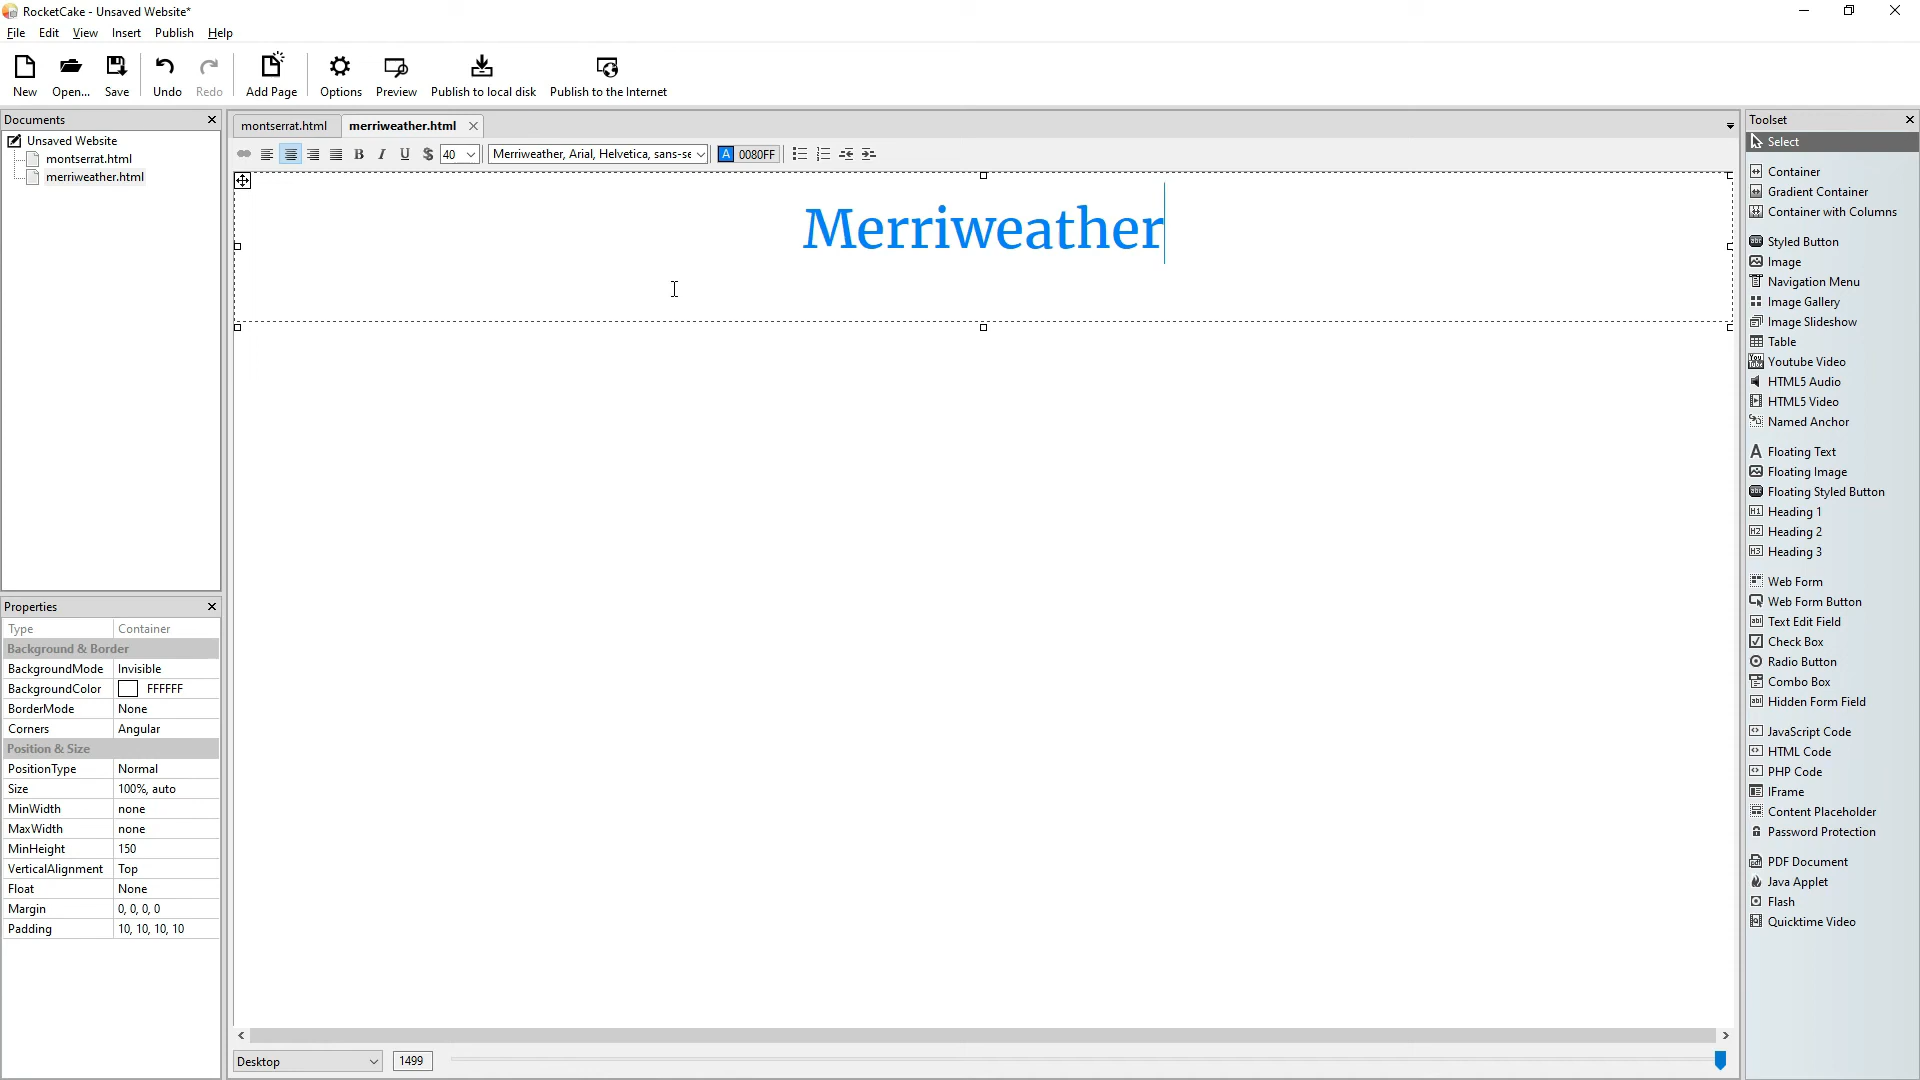 RocketCake - Unsaved Website*
File Edit View Insert Publish Help
New Open... Save Undo Redo Add Page Options Preview Publish to local disk Publish to the Internet
Documents
Unsaved Website
montserrat.html
merriweather.html
Properties
Type Container
Background & Border
BackgroundMode Invisible
BackgroundColor FFFFFF
BorderMode None
Corners Angular
Position & Size
PositionType Normal
Size 100%, auto
MinWidth none
MaxWidth none
MinHeight 150
VerticalAlignment Top
Float None
Margin 0, 0, 0, 0
Padding 10, 10, 10, 10
montserrat.html merriweather.html
B I U $ 40 Merriweather, Arial, Helvetica, sans-se A 0080FF
Merriweather
Desktop 1499
Toolset
Select
Container
Gradient Container
Container with Columns
Styled Button
Image
Navigation Menu
Image Gallery
Image Slideshow
Table
Youtube Video
HTML5 Audio
HTML5 Video
Named Anchor
A Floating Text
Floating Image
Floating Styled Button
H1 Heading 1
H2 Heading 2
H3 Heading 3
Web Form
Web Form Button
Text Edit Field
Check Box
Radio Button
Combo Box
Hidden Form Field
JavaScript Code
HTML Code
PHP Code
IFrame
Content Placeholder
Password Protection
PDF Document
Java Applet
Flash
Quicktime Video